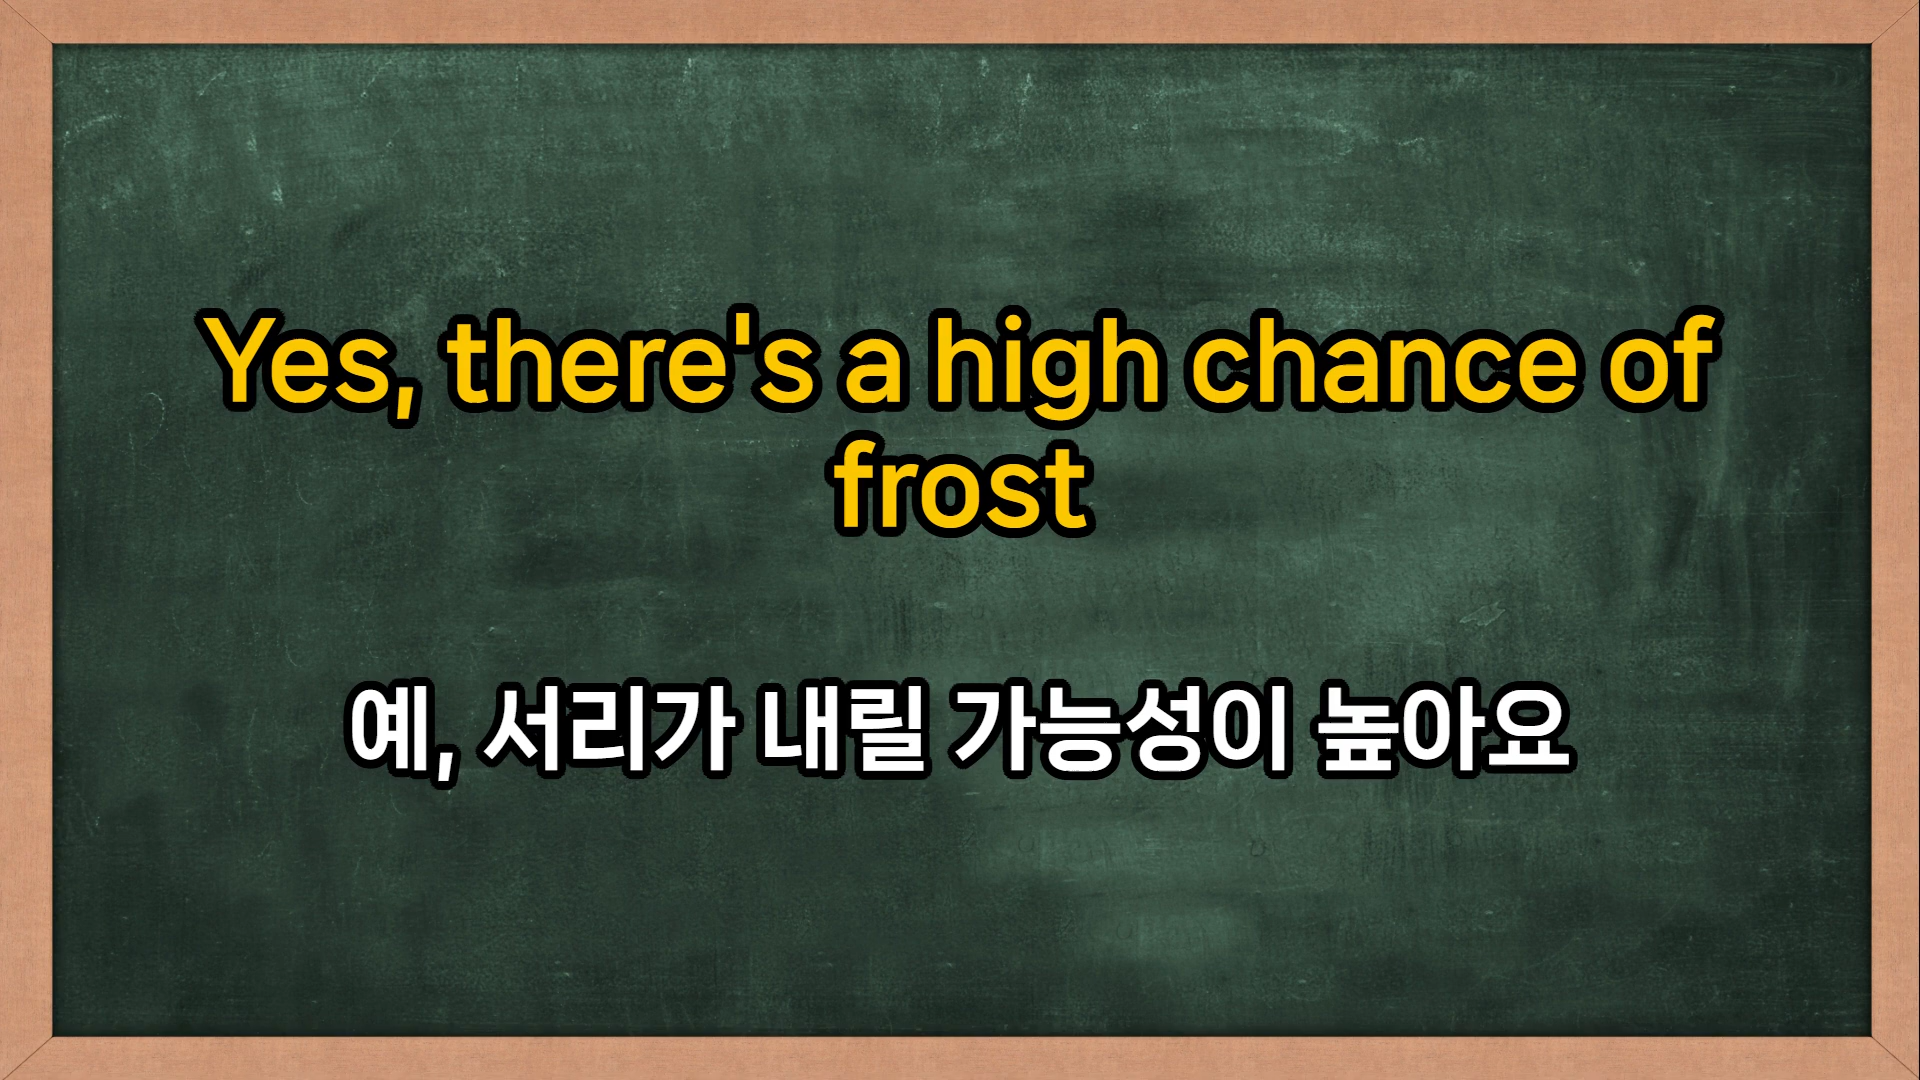 Yes, there's a high chance of
frost
예, 서리가 내릴 가능성이 높아요